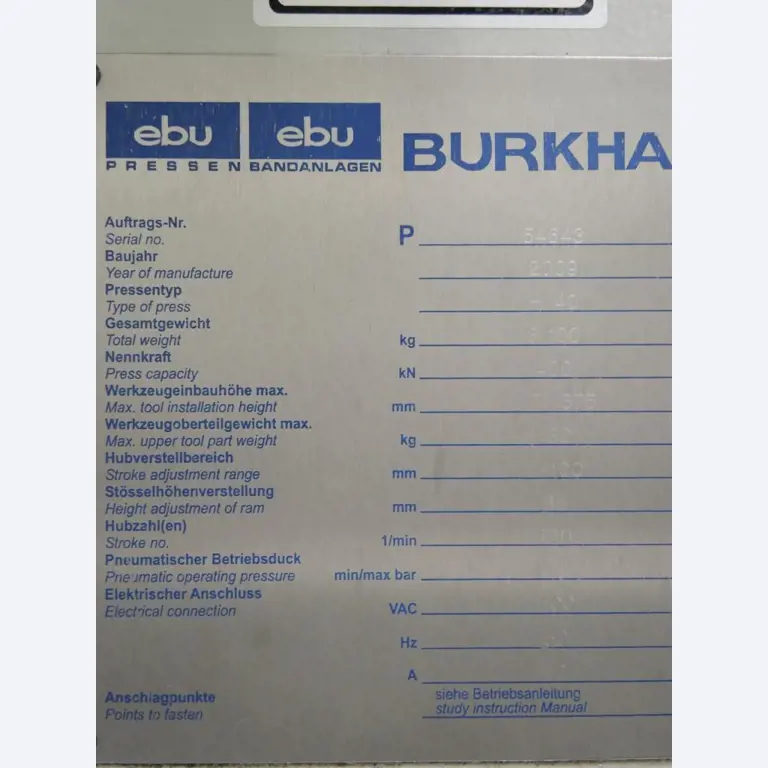 ebu ebu
PRESSEN BANDANLAGEN BURKHA
Auftrags-Nr.
Serial no. P 54343
Baujahr
Year of manufacture 2009
Pressentyp
Type of press
Gesamtgewicht
Total weight kg
Nennkraft
Press capacity kN 400
Werkzeugeinbauhöhe max.
Max. tool installation height mm
Werkzeugoberteilgewicht max.
Max. upper tool part weight kg
Hubverstellbereich
Stroke adjustment range mm
Stösselhöhenverstellung
Height adjustment of ram mm
Hubzahl(en)
Stroke no. 1/min
Pneumatischer Betriebsduck
Pneumatic operating pressure min/max bar
Elektrischer Anschluss
Electrical connection VAC
Hz
A
Anschlagpunkte siehe Betriebsanleitung
Points to fasten study instruction Manual